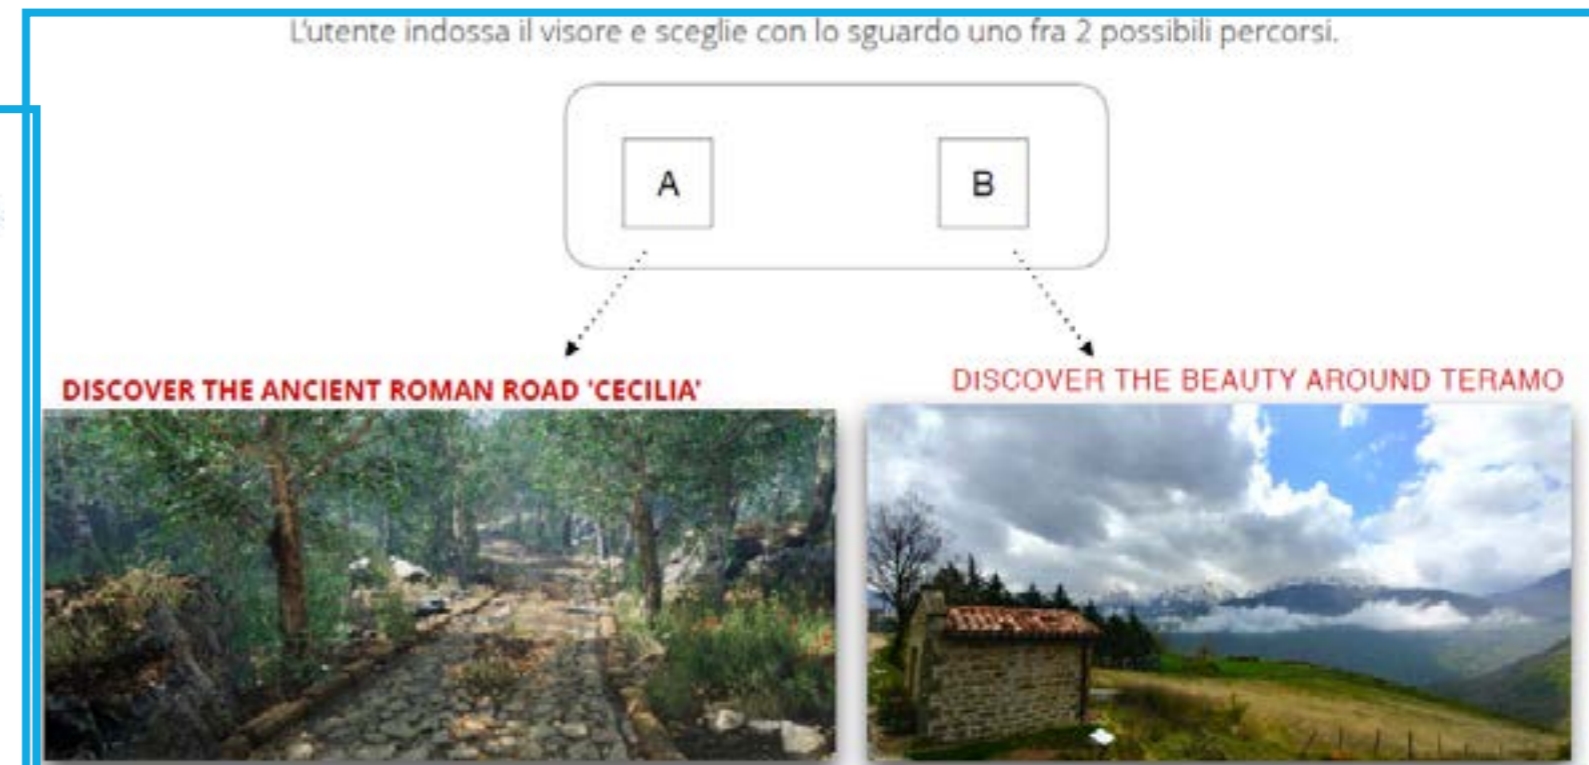 L'utente indossa il visore e sceglie con lo sguardo uno fra 2 possibili percorsi.
A
B
DISCOVER THE ANCIENT ROMAN ROAD 'CECILIA'
DISCOVER THE BEAUTY AROUND TERAMO